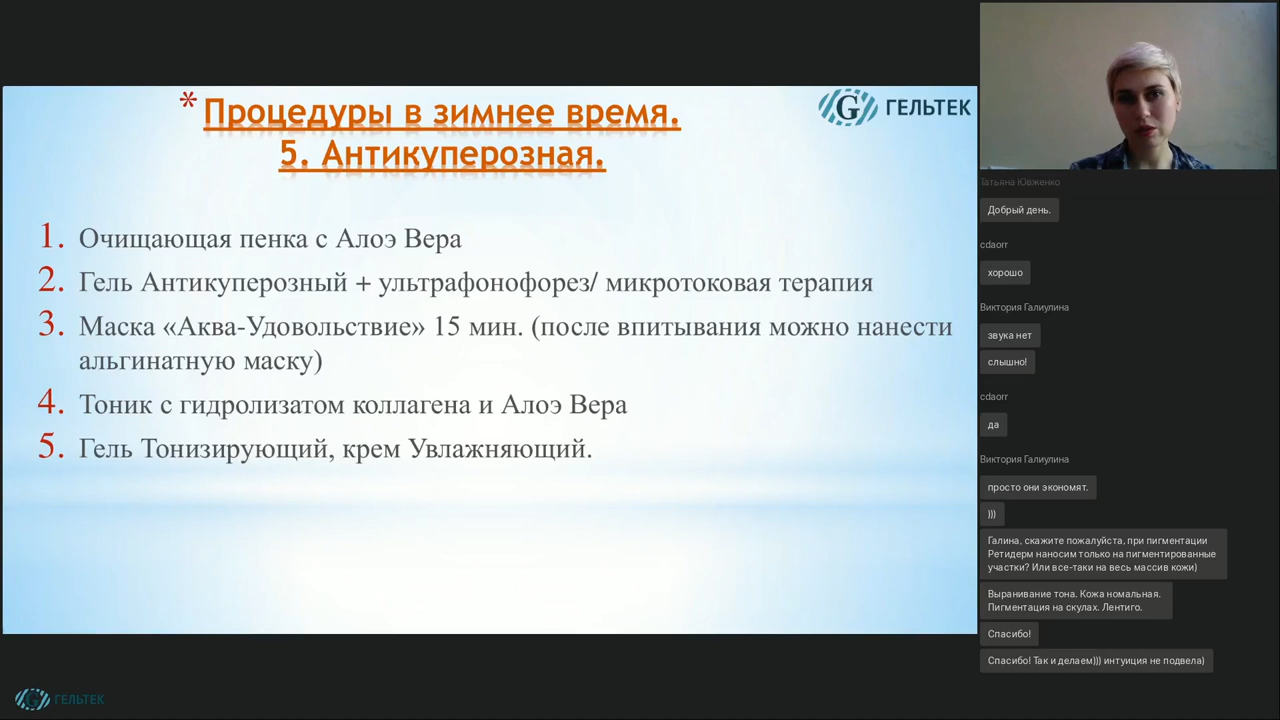 * Процедуры в зимнее время.
5. Антикуперозная.
G ГЕЛЬТЕК
1. Очищающая пенка с Алоэ Вера
2. Гель Антикуперозный + ультрафонофорез/ микротоковая терапия
3. Маска «Аква-Удовольствие» 15 мин. (после впитывания можно нанести
альгинатную маску)
4. Тоник с гидролизатом коллагена и Алоэ Вера
5. Гель Тонизирующий, крем Увлажняющий.
Татьяна Ювженко
Добрый день.
cdaorr
хорошо
Виктория Галиулина
звука нет
слышно!
cdaorr
да
Виктория Галиулина
просто они экономят.
)))
Галина, скажите пожалуйста, при пигментации
Ретидерм наносим только на пигментированные
участки? Или все-таки на весь массив кожи)
Выранивание тона. Кожа номальная.
Пигментация на скулах. Лентиго.
Спасибо!
Спасибо! Так и делаем))) интуиция не подвела)
G ГЕЛЬТЕК